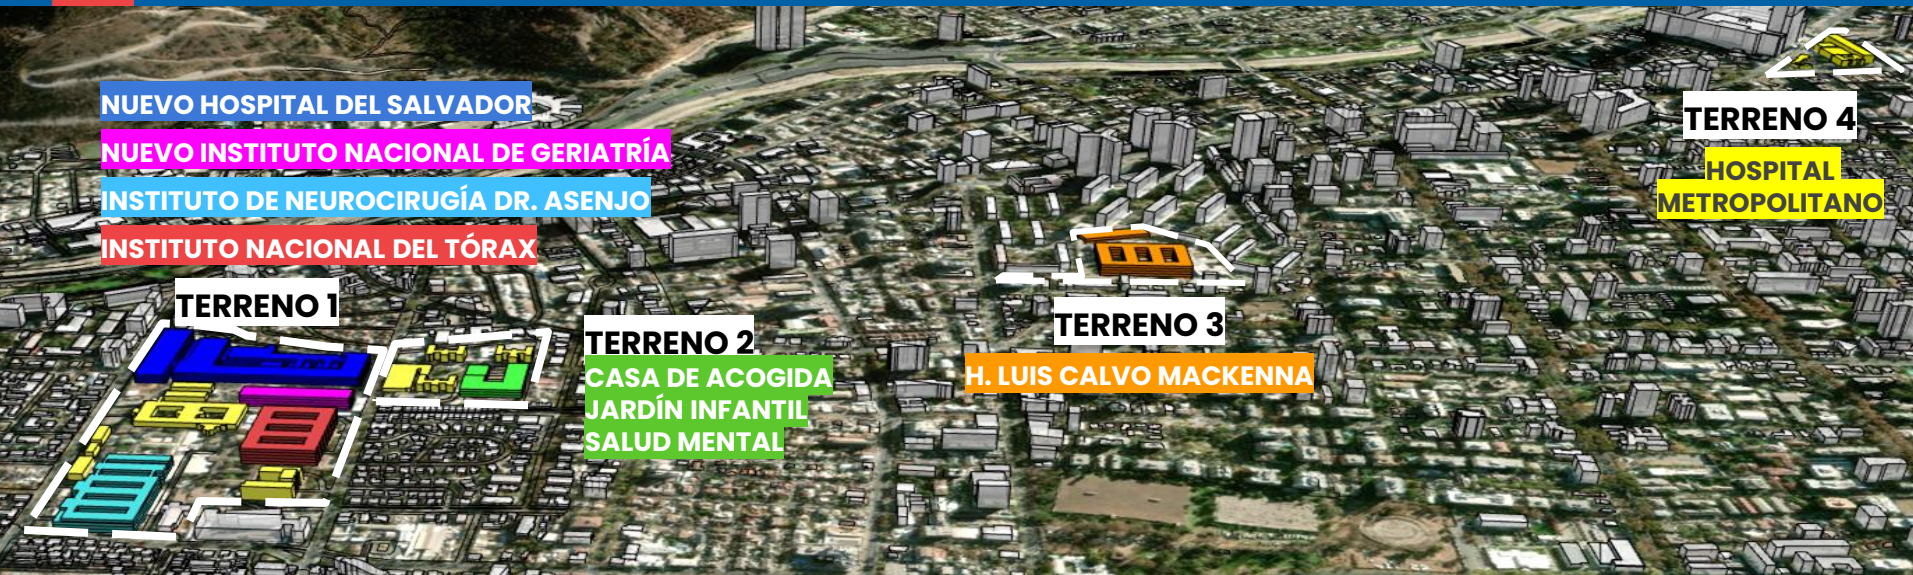 NUEVO HOSPITAL DEL SALVADOR
NUEVO INSTITUTO NACIONAL DE GERIATRÍA
INSTITUTO DE NEUROCIRUGÍA DR. ASENJO
INSTITUTO NACIONAL DEL TÓRAX
TERRENO 1
TERRENO 2
CASA DE ACOGIDA
JARDÍN INFANTIL
SALUD MENTAL
TERRENO 3
H. LUIS CALVO MACKENNA
TERRENO 4
HOSPITAL
METROPOLITANO